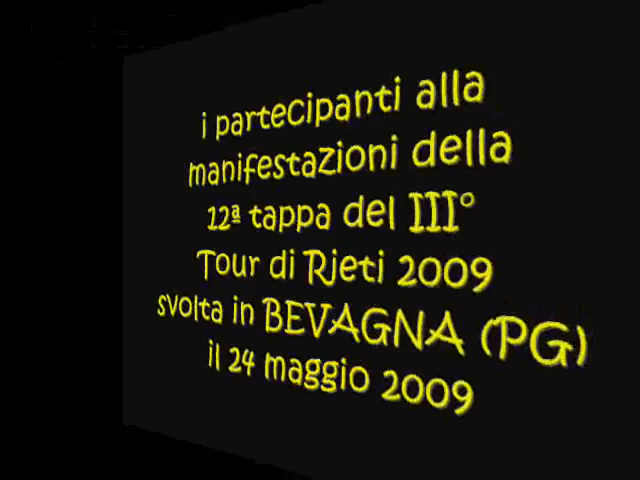 i partecipanti alla
manifestazioni della
12ª tappa del III°
Tour di Rieti 2009
svolta in BEVAGNA (PG)
il 24 maggio 2009